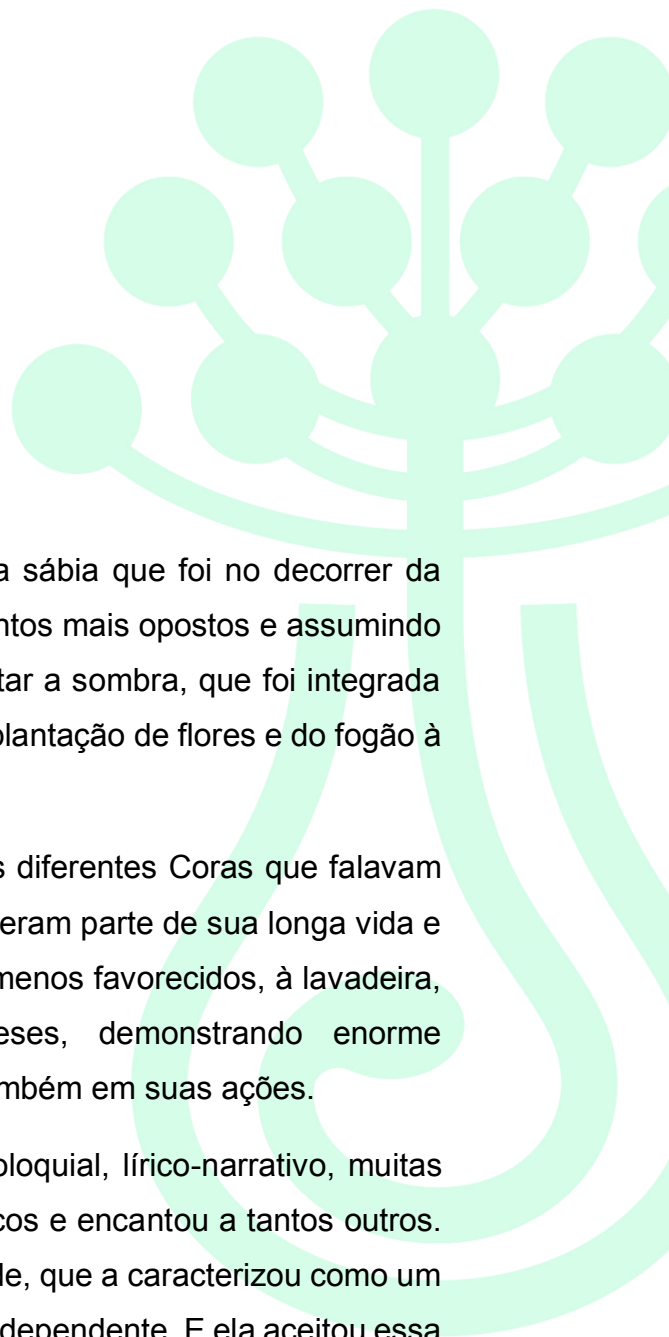 a sábia que foi no decorrer da
ntos mais opostos e assumindo
tar a sombra, que foi integrada
plantação de flores e do fogão à
s diferentes Coras que falavam
eram parte de sua longa vida e
menos favorecidos, à lavadeira,
eses, demonstrando enorme
ambém em suas ações.
oloquial, lírico-narrativo, muitas
cos e encantou a tantos outros.
de, que a caracterizou como um
dependente. E ela aceitou essa